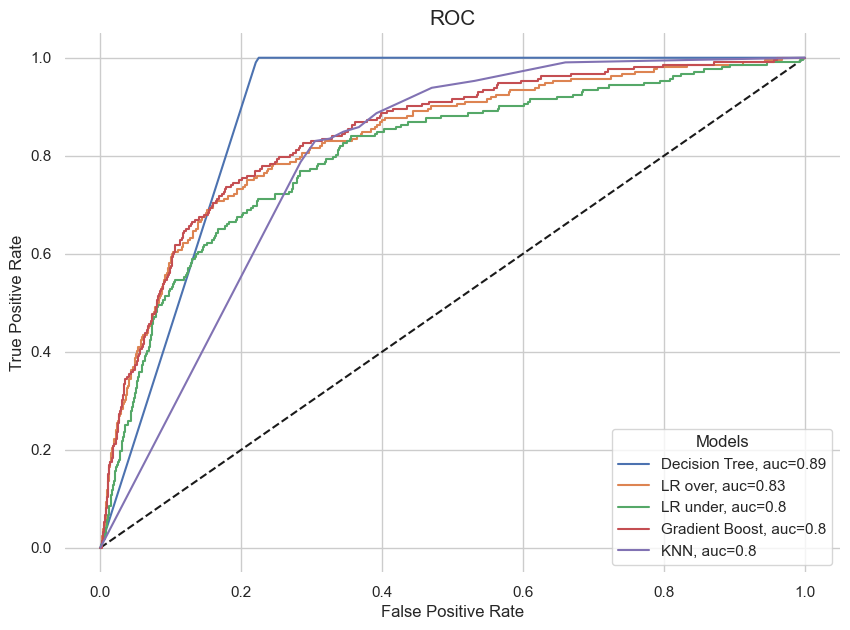 ROC
1.0
0.8
0.6
0.4
0.2
0.0
True Positive Rate
0.0 0.2 0.4 0.6 0.8 1.0
False Positive Rate
Models
Decision Tree, auc=0.89
LR over, auc=0.83
LR under, auc=0.8
Gradient Boost, auc=0.8
KNN, auc=0.8